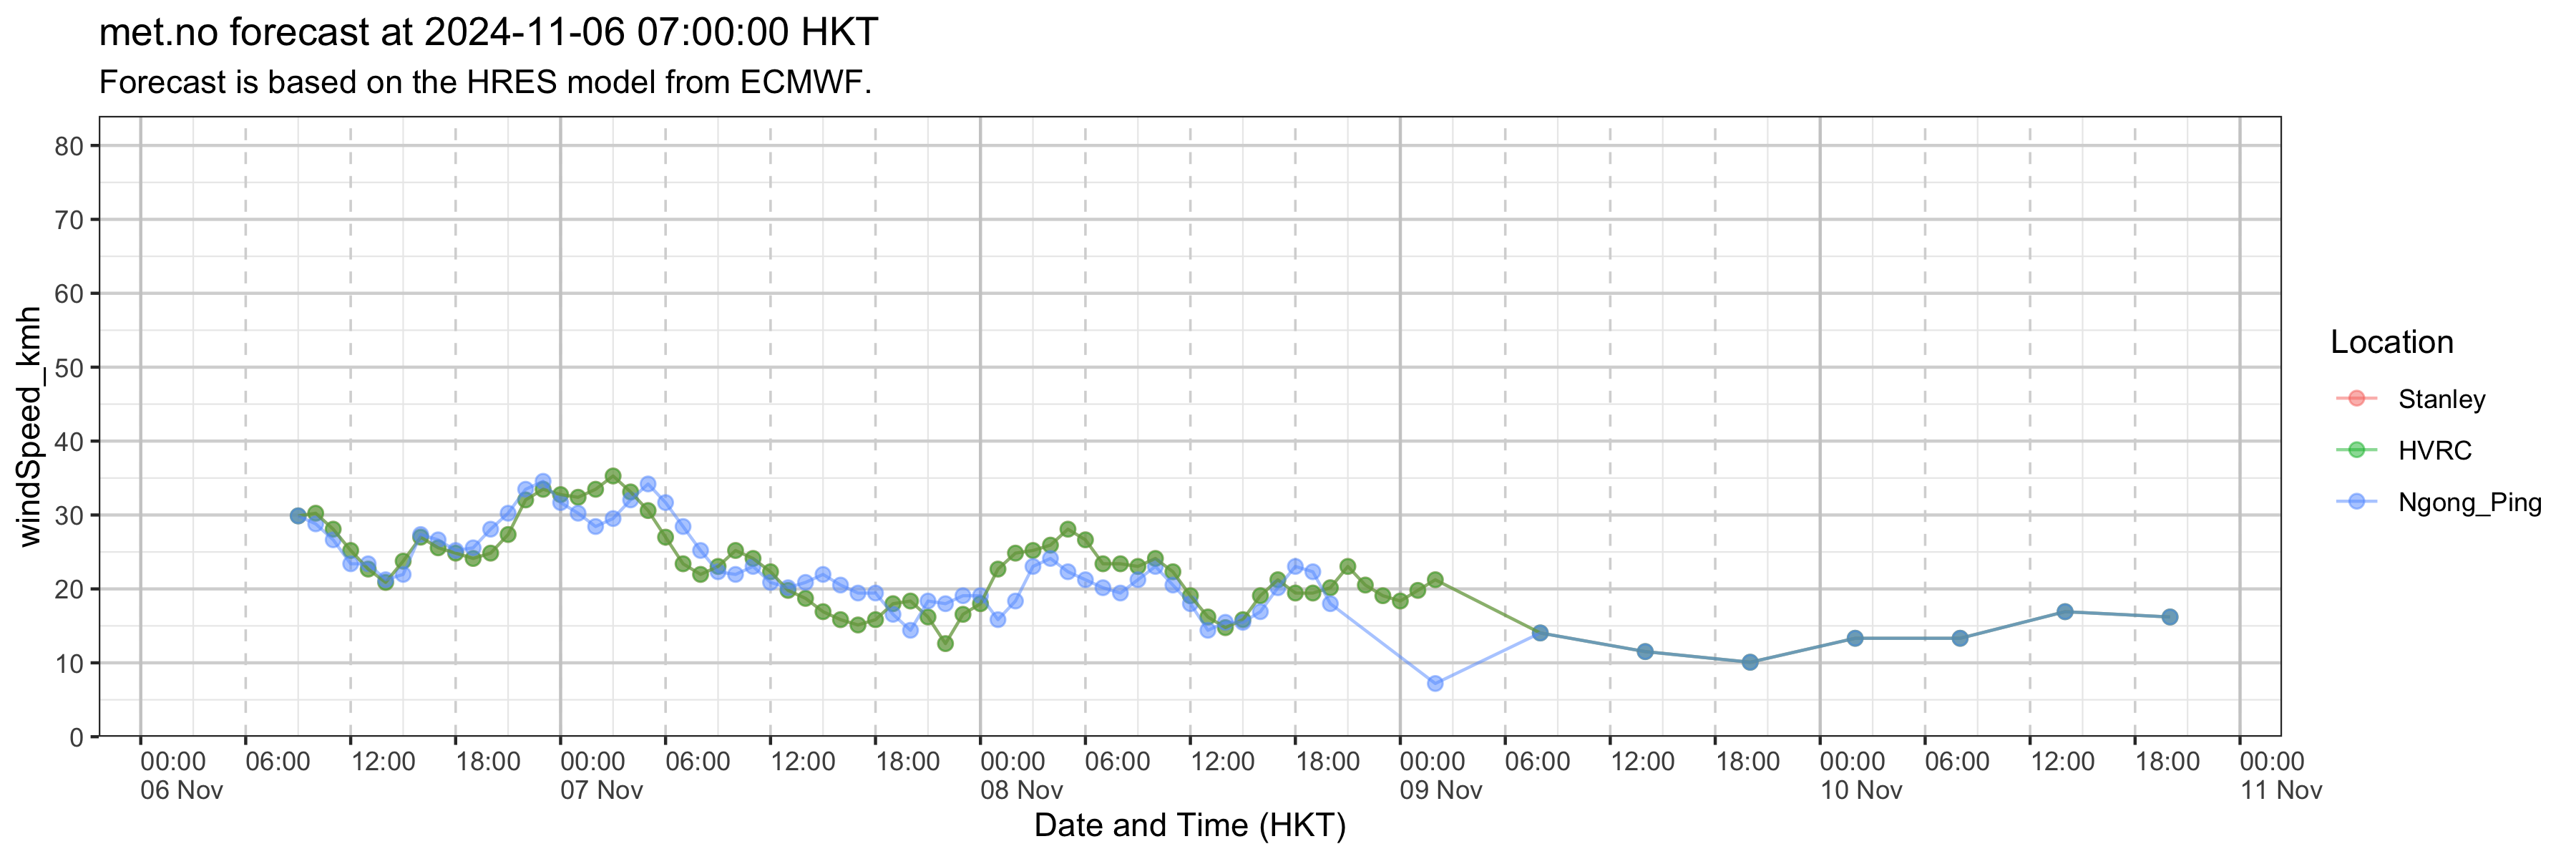 met.no forecast at 2024-11-06 07:00:00 HKT
Forecast is based on the HRES model from ECMWF.
windSpeed_kmh
80
70
60
50
40
30
20
10
0
00:00 06:00 12:00 18:00 00:00 06:00 12:00 18:00 00:00 06:00 12:00 18:00 00:00 06:00 12:00 18:00 00:00 06:00 12:00 18:00 00:00
06 Nov 07 Nov 08 Nov 09 Nov 10 Nov 11 Nov
Date and Time (HKT)
Location
Stanley
HVRC
Ngong_Ping